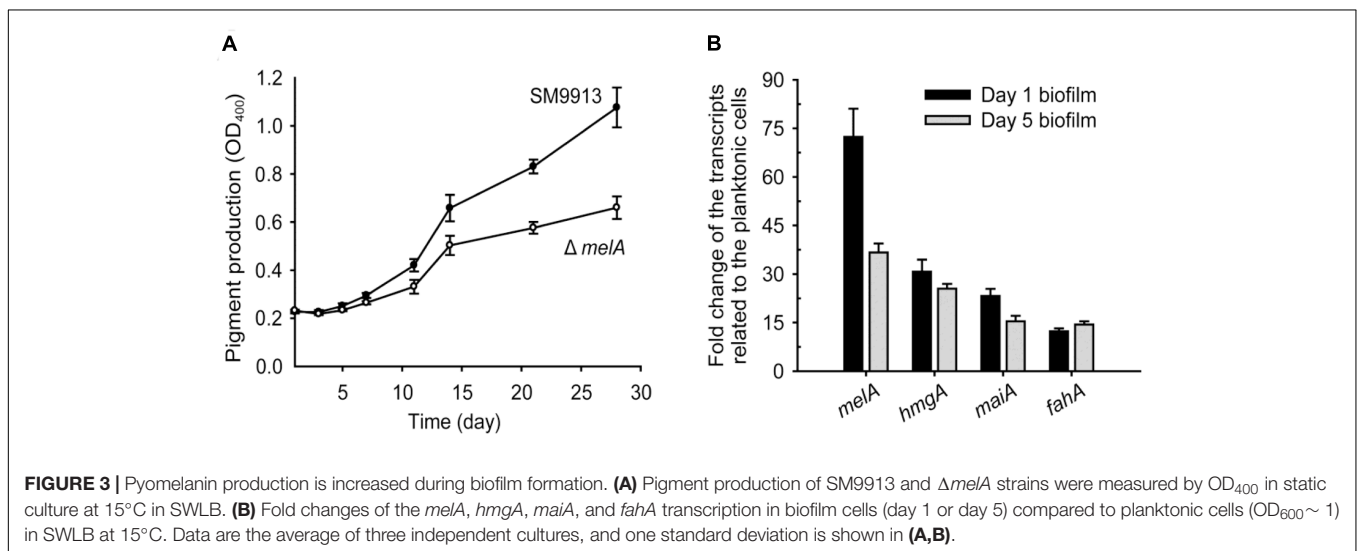 A
1.2
1.0
0.8
0.6
0.4
0.2
0.0
Pigment production (OD400)
SM9913
Δ melA
5 10 15 20 25 30
Time (day)
B
90
75
60
45
30
15
0
Fold change of the transcripts
related to the planktonic cells
Day 1 biofilm
Day 5 biofilm
melA hmgA maiA fahA
FIGURE 3 | Pyomelanin production is increased during biofilm formation. (A) Pigment production of SM9913 and ΔmelA strains were measured by OD400 in static
culture at 15°C in SWLB. (B) Fold changes of the melA, hmgA, maiA, and fahA transcription in biofilm cells (day 1 or day 5) compared to planktonic cells (OD600∼ 1)
in SWLB at 15°C. Data are the average of three independent cultures, and one standard deviation is shown in (A,B).